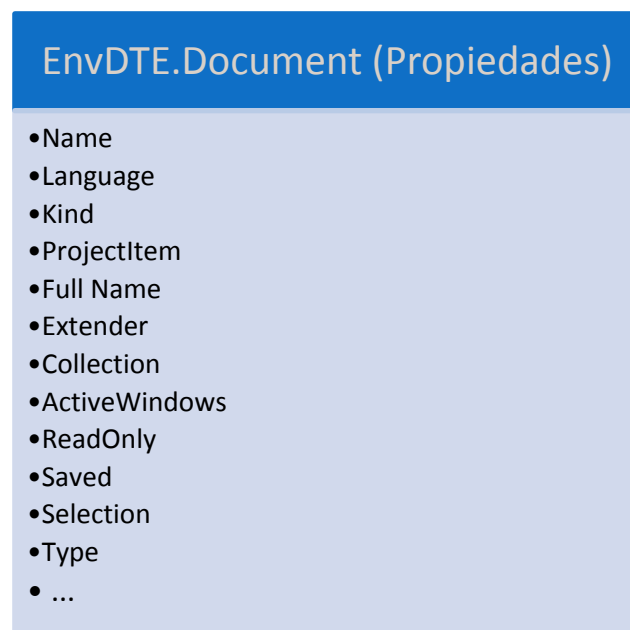 EnvDTE.Document (Propiedades)
•Name
•Language
•Kind
•ProjectItem
•Full Name
•Extender
•Collection
•ActiveWindows
•ReadOnly
•Saved
•Selection
•Type
• ...